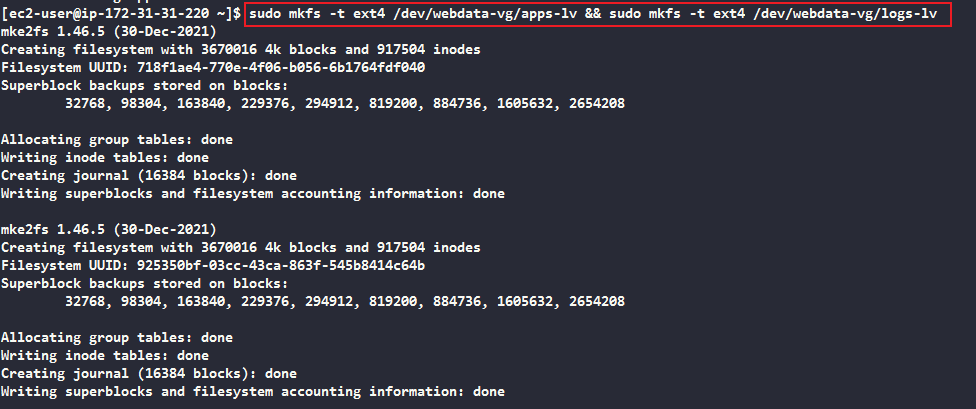 [ec2-user@ip-172-31-31-220 ~]$ sudo mkfs -t ext4 /dev/webdata-vg/apps-lv && sudo mkfs -t ext4 /dev/webdata-vg/logs-lv
mke2fs 1.46.5 (30-Dec-2021)
Creating filesystem with 3670016 4k blocks and 917504 inodes
Filesystem UUID: 718f1ae4-770e-4f06-b056-6b1764fdf040
Superblock backups stored on blocks:
32768, 98304, 163840, 229376, 294912, 819200, 884736, 1605632, 2654208
Allocating group tables: done
Writing inode tables: done
Creating journal (16384 blocks): done
Writing superblocks and filesystem accounting information: done
mke2fs 1.46.5 (30-Dec-2021)
Creating filesystem with 3670016 4k blocks and 917504 inodes
Filesystem UUID: 925350bf-03cc-43ca-863f-545b8414c64b
Superblock backups stored on blocks:
32768, 98304, 163840, 229376, 294912, 819200, 884736, 1605632, 2654208
Allocating group tables: done
Writing inode tables: done
Creating journal (16384 blocks): done
Writing superblocks and filesystem accounting information: done